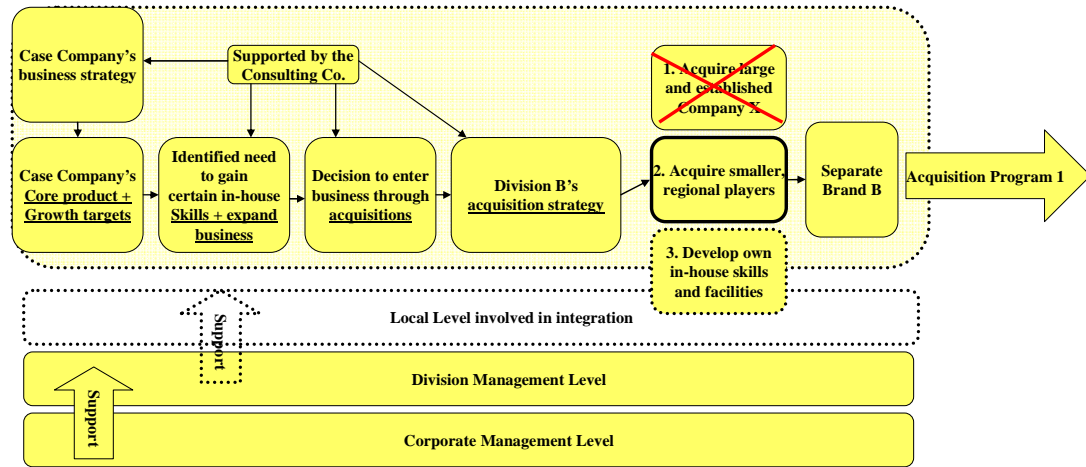 Case Company's
business strategy
Supported by the
Consulting Co.
1. Acquire large
and established
Company X
Case Company's
Core product +
Growth targets
Identified need
to gain
certain in-house
Skills + expand
business
Decision to enter
business through
acquisitions
Division B's
acquisition strategy
2. Acquire smaller,
regional players
Separate
Brand B
Acquisition Program 1
3. Develop own
in-house skills
and facilities
Local Level involved in integration
Support
Division Management Level
Support
Corporate Management Level